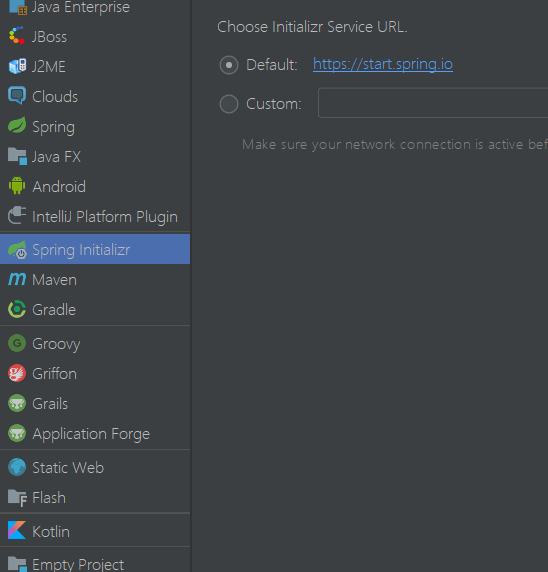 Java Enterprise
JBoss
J2ME
Clouds
Spring
Java FX
Android
IntelliJ Platform Plugin
Spring Initializr
Maven
Gradle
Groovy
Griffon
Grails
Application Forge
Static Web
Flash
Kotlin
Empty Project
Choose Initializr Service URL.
Default: https://start.spring.io
Custom:
Make sure your network connection is active bef